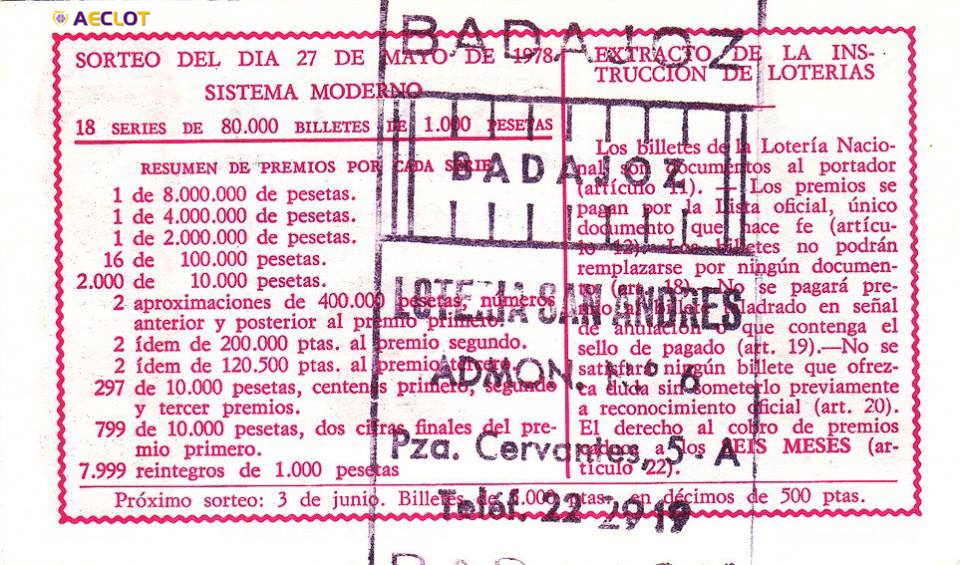 AECLOT
SORTEO DEL DIA 27 DE MAYO DE 1978
SISTEMA MODERNO
18 SERIES DE 80.000 BILLETES DE 1.000 PESETAS
RESUMEN DE PREMIOS POR CADA SERIE
1 de 8.000.000 de pesetas.
1 de 4.000.000 de pesetas.
1 de 2.000.000 de pesetas.
16 de 100.000 pesetas.
2.000 de 10.000 pesetas.
2 aproximaciones de 400.000 pesetas, números
anterior y posterior al premio primero.
2 ídem de 200.000 ptas. al premio segundo.
2 ídem de 120.500 ptas. al premio tercero.
297 de 10.000 pesetas, centenas primero, segundo
y tercer premios.
799 de 10.000 pesetas, dos cifras finales del pre-
mio primero.
7.999 reintegros de 1.000 pesetas
EXTRACTO DE LA INS-
TRUCCIÓN DE LOTERIAS
Los billetes de la Lotería Nacio-
nal son documentos al portador
(artículo 11). — Los premios se
pagan por la Lista oficial, único
documento que hace fe (artícu-
lo 12).—Los billetes no podrán
remplazarse por ningún documen-
to (art. 18).—No se pagará pre-
mio al billete taladrado en señal
de anulación o que contenga el
sello de pagado (art. 19).—No se
satisfará ningún billete que ofrez-
ca duda sin someterlo previamente
a reconocimiento oficial (art. 20).
El derecho al cobro de premios
caduca a los SEIS MESES (ar-
tículo 22).
Próximo sorteo: 3 de junio. Billetes de 5.000 ptas., en décimos de 500 ptas.
BADAJOZ
BADAJOZ
LOTERIA SAN ANDRES
ADMON. N.º 6
Pza. Cervantes, 5-A
Teléf. 22 29 19